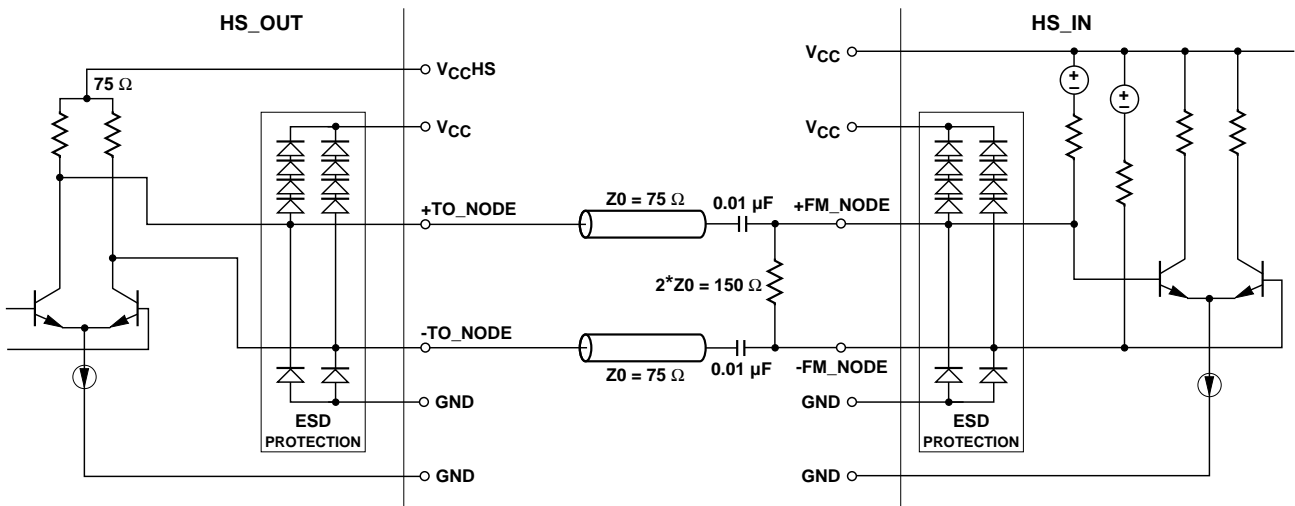 HS_OUT
HS_IN
75 Ω
VCCHS
VCC
+TO_NODE
-TO_NODE
GND
GND
ESD
PROTECTION
Z0 = 75 Ω
0.01 µF
2*Z0 = 150 Ω
Z0 = 75 Ω
0.01 µF
VCC
VCC
+FM_NODE
-FM_NODE
GND
GND
+
−
+
−
ESD
PROTECTION